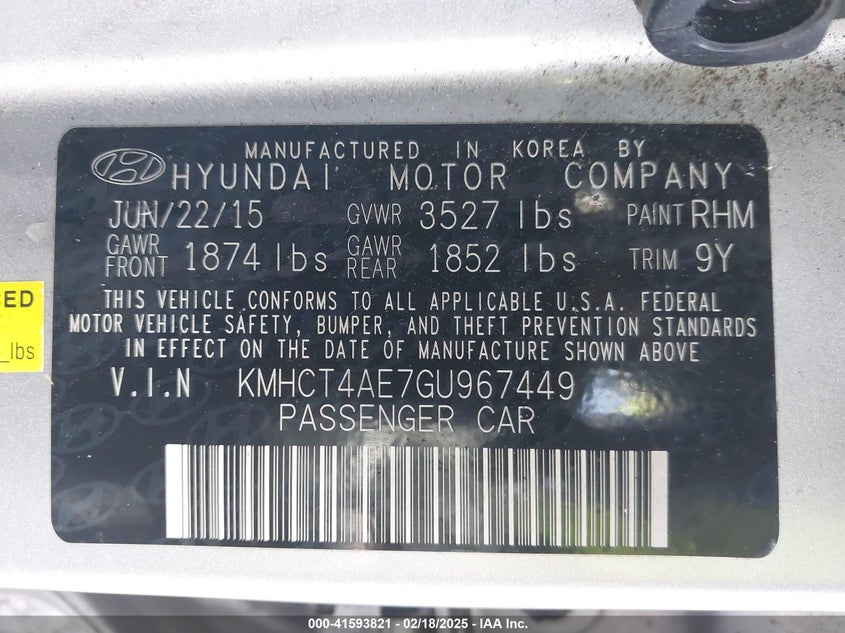 MANUFACTURED IN KOREA BY
HYUNDAI MOTOR COMPANY
JUN/22/15 GVWR 3527 lbs PAINT RHM
GAWR FRONT 1874 lbs GAWR REAR 1852 lbs TRIM 9Y
THIS VEHICLE CONFORMS TO ALL APPLICABLE U.S.A. FEDERAL
MOTOR VEHICLE SAFETY, BUMPER, AND THEFT PREVENTION STANDARDS
IN EFFECT ON THE DATE OF MANUFACTURE SHOWN ABOVE
V.I.N KMHCT4AE7GU967449
PASSENGER CAR
lbs
000-41593821 - 02/18/2025 - IAA Inc.